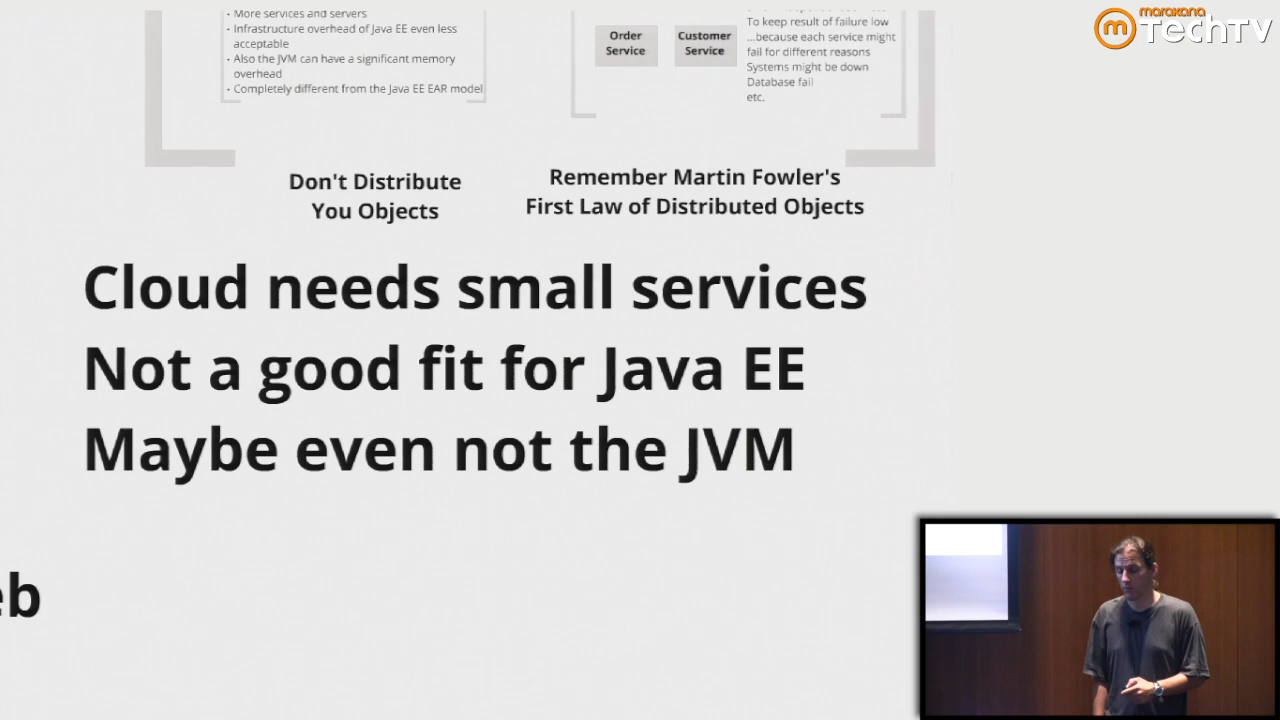 More services and servers
Infrastructure overhead of Java EE even less
acceptable
Also the JVM can have a significant memory
overhead
Completely different from the Java EE EAR model
Order
Service
Customer
Service
To keep result of failure low
...because each service might
fail for different reasons
Systems might be down
Database fail
etc.
marakana
TechTV
Don't Distribute
You Objects
Remember Martin Fowler's
First Law of Distributed Objects
Cloud needs small services
Not a good fit for Java EE
Maybe even not the JVM
eb